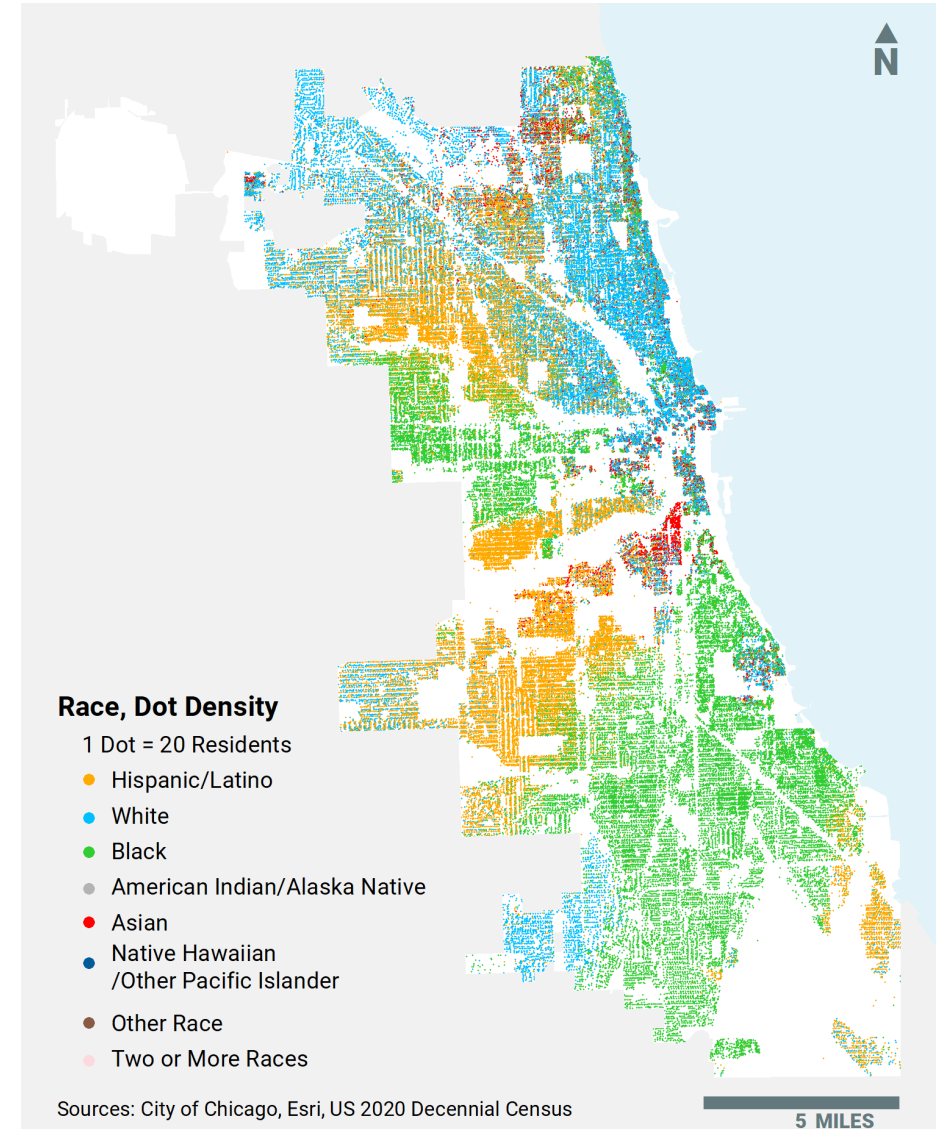 N
Race, Dot Density
1 Dot = 20 Residents
Hispanic/Latino
White
Black
American Indian/Alaska Native
Asian
Native Hawaiian
/Other Pacific Islander
Other Race
Two or More Races
Sources: City of Chicago, Esri, US 2020 Decennial Census
5 MILES